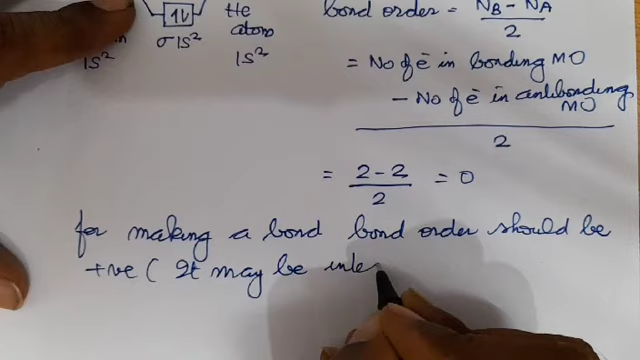 1↓
He
atom
σ1s²
1s²
1s²
bond order = N_B - N_A
2
= No of ē in bonding MO
- No of ē in antibonding
MO
2
= 2-2 = 0
2
for making a bond bond order should be
+ve ( It may be inte